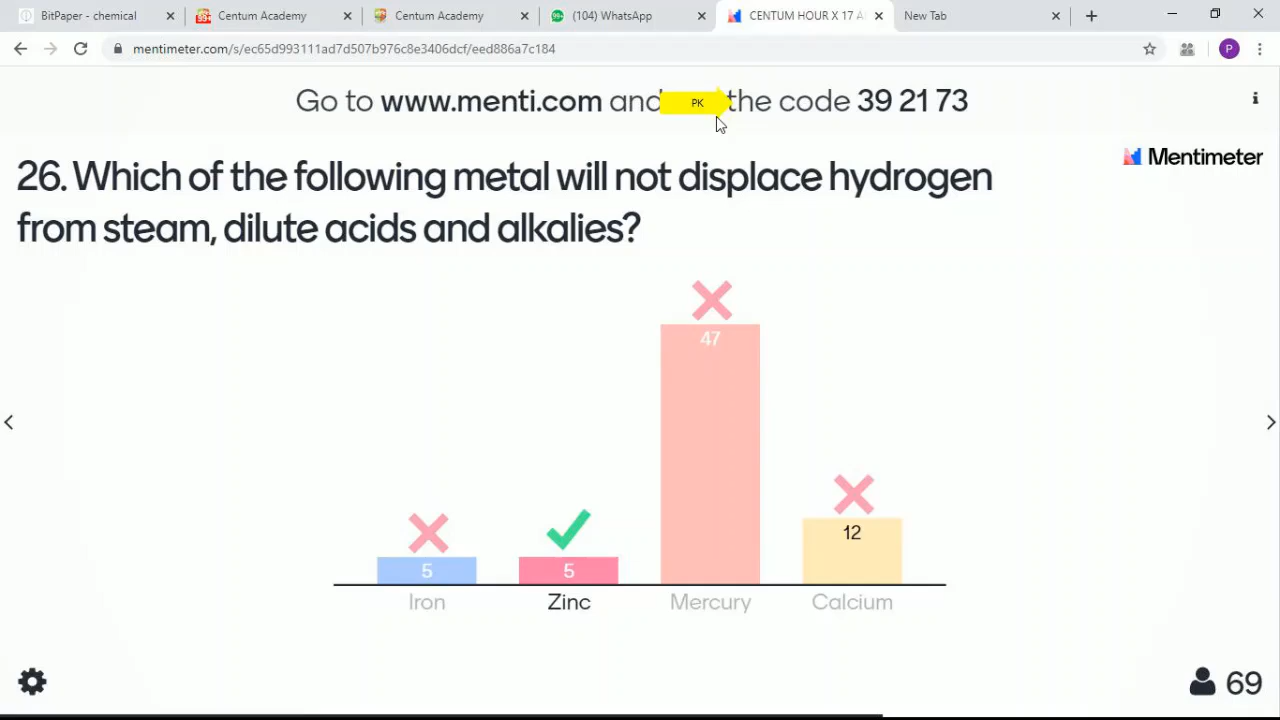 BitPaper - chemical
Centum Academy
Centum Academy
(104) WhatsApp
CENTUM HOUR X 17 A
New Tab
mentimeter.com/s/ec65d993111ad7d507b976c8e3406dcf/eed886a7c184
P
Go to www.menti.com and PK the code 39 21 73
Mentimeter
26. Which of the following metal will not displace hydrogen
from steam, dilute acids and alkalies?
47
12
5
5
Iron
Zinc
Mercury
Calcium
69